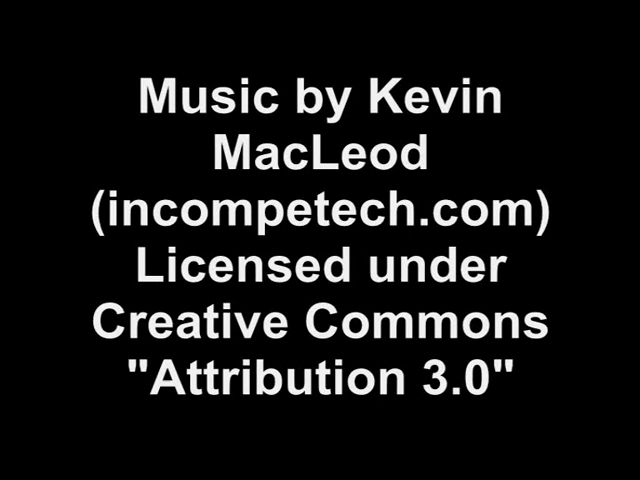 Music by Kevin
MacLeod
(incompetech.com)
Licensed under
Creative Commons
"Attribution 3.0"